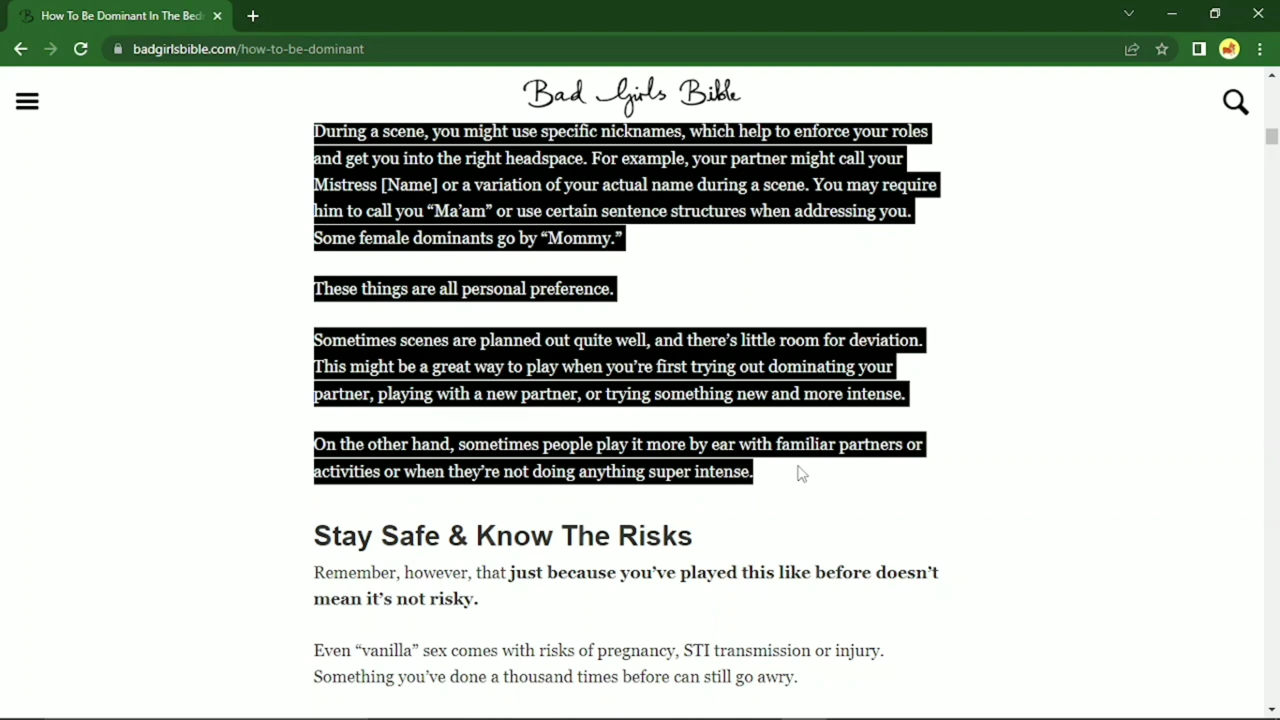 How To Be Dominant In The Bed
badgirlsbible.com/how-to-be-dominant
Bad Girls Bible
During a scene, you might use specific nicknames, which help to enforce your roles
and get you into the right headspace. For example, your partner might call your
Mistress [Name] or a variation of your actual name during a scene. You may require
him to call you “Ma’am” or use certain sentence structures when addressing you.
Some female dominants go by “Mommy.”
These things are all personal preference.
Sometimes scenes are planned out quite well, and there’s little room for deviation.
This might be a great way to play when you’re first trying out dominating your
partner, playing with a new partner, or trying something new and more intense.
On the other hand, sometimes people play it more by ear with familiar partners or
activities or when they’re not doing anything super intense.
Stay Safe & Know The Risks
Remember, however, that just because you’ve played this like before doesn’t
mean it’s not risky.
Even “vanilla” sex comes with risks of pregnancy, STI transmission or injury.
Something you’ve done a thousand times before can still go awry.